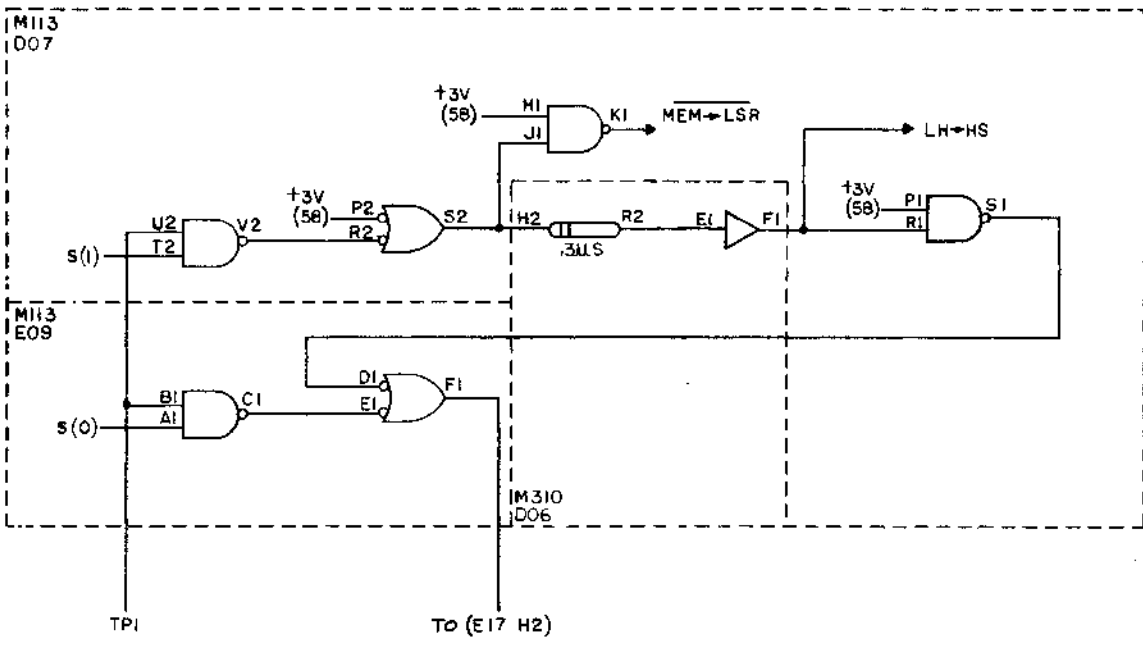 M113
D07
+3V
(58)
H1
J1
K1
MEM→LSR
LH→HS
+3V
(58)
P2
R2
S2
H2
R2
.3µS
E1
F1
+3V
(58)
P1
R1
S1
U2
T2
V2
S(1)
M113
E09
D1
E1
F1
B1
A1
C1
S(0)
M310
D06
TP1
TO (E17 H2)